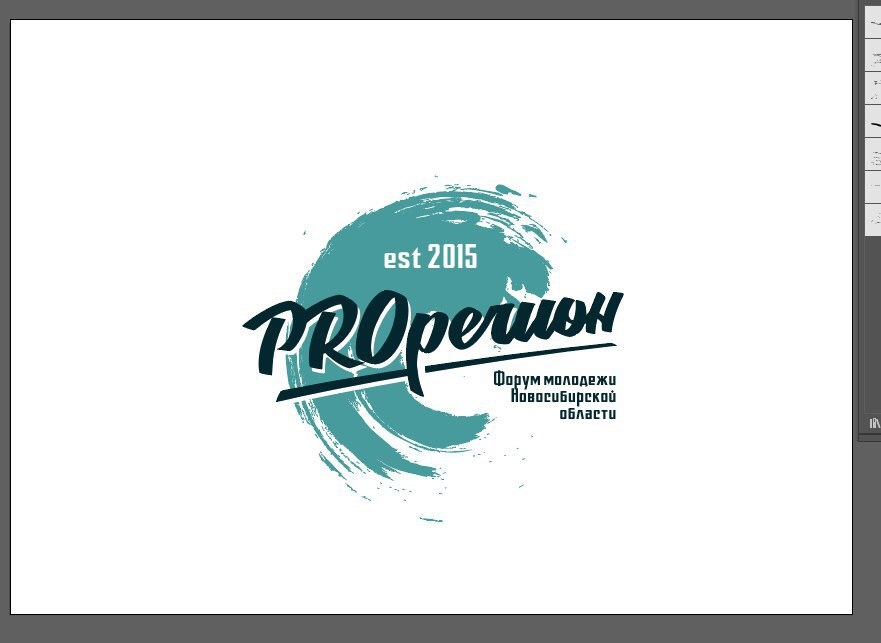 est 2015
PROрегион
Форум молодежи
Новосибирской
области